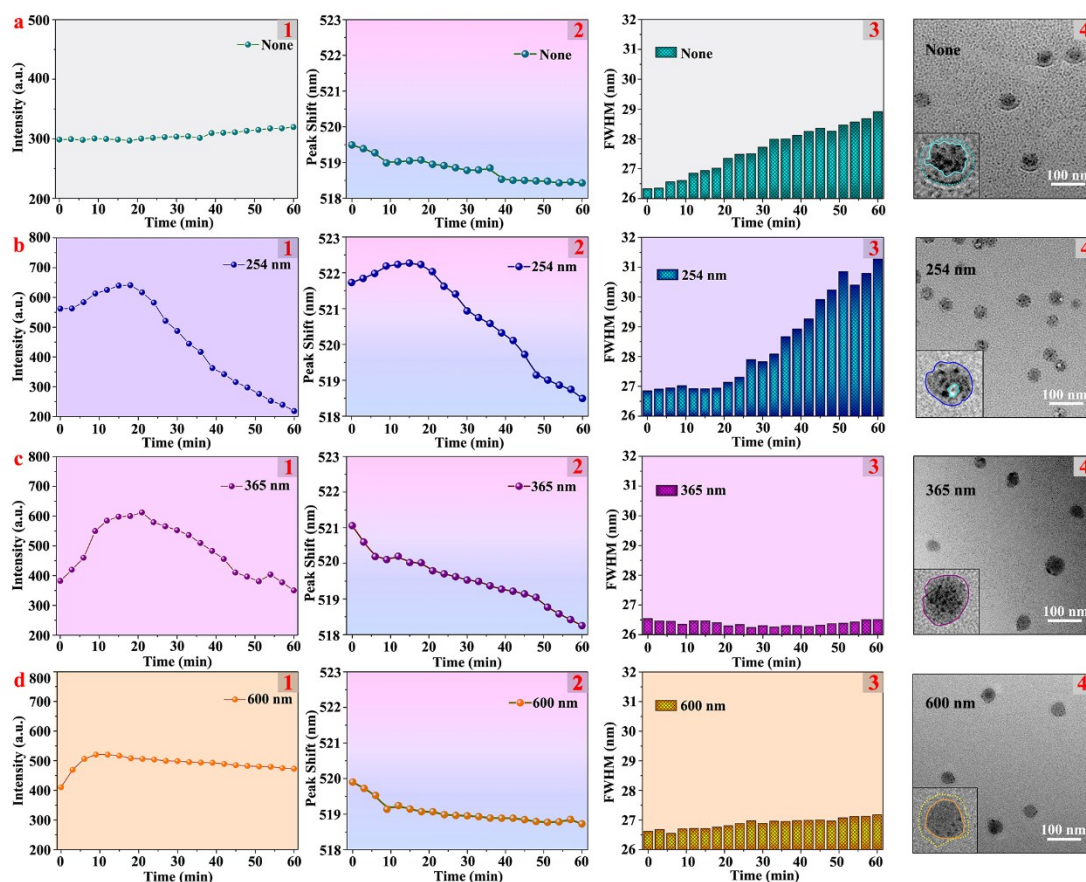 a
1
None
Intensity (a.u.)
500
400
300
200
0 10 20 30 40 50 60
Time (min)
2
None
Peak Shift (nm)
523
522
521
520
519
518
0 10 20 30 40 50 60
Time (min)
3
None
FWHM (nm)
32
31
30
29
28
27
26
0 10 20 30 40 50 60
Time (min)
4
None
100 nm
b
1
254 nm
Intensity (a.u.)
800
700
600
500
400
300
200
0 10 20 30 40 50 60
Time (min)
2
254 nm
Peak Shift (nm)
523
522
521
520
519
518
0 10 20 30 40 50 60
Time (min)
3
254 nm
FWHM (nm)
32
31
30
29
28
27
26
0 10 20 30 40 50 60
Time (min)
4
254 nm
100 nm
c
1
365 nm
Intensity (a.u.)
800
700
600
500
400
300
200
0 10 20 30 40 50 60
Time (min)
2
365 nm
Peak Shift (nm)
523
522
521
520
519
518
0 10 20 30 40 50 60
Time (min)
3
365 nm
FWHM (nm)
32
31
30
29
28
27
26
0 10 20 30 40 50 60
Time (min)
4
365 nm
100 nm
d
1
600 nm
Intensity (a.u.)
800
700
600
500
400
300
200
0 10 20 30 40 50 60
Time (min)
2
600 nm
Peak Shift (nm)
523
522
521
520
519
518
0 10 20 30 40 50 60
Time (min)
3
600 nm
FWHM (nm)
32
31
30
29
28
27
26
0 10 20 30 40 50 60
Time (min)
4
600 nm
100 nm